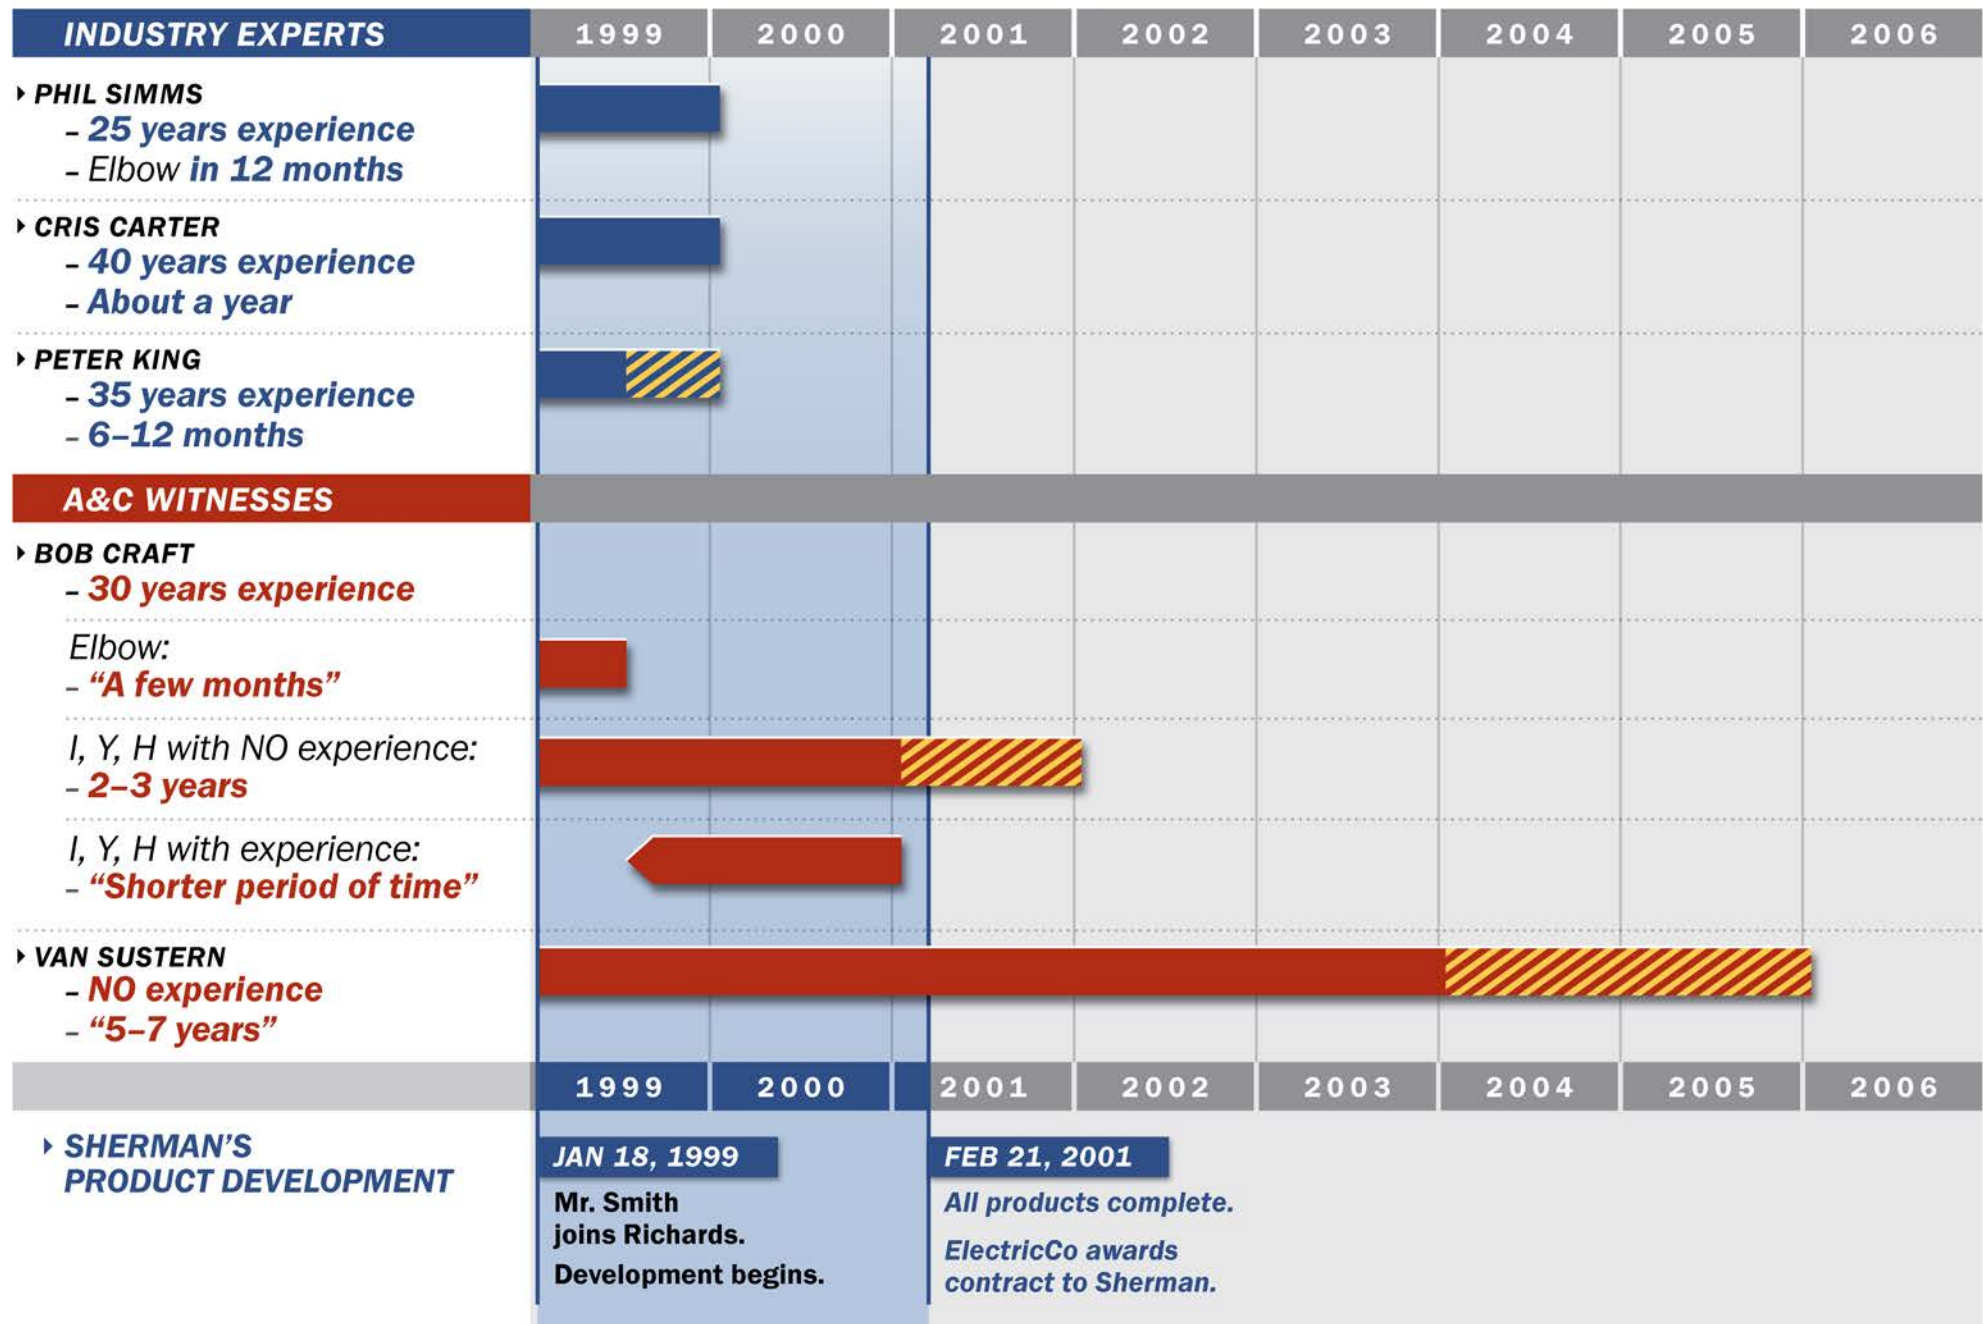 INDUSTRY EXPERTS 1999 2000 2001 2002 2003 2004 2005 2006
PHIL SIMMS
– 25 years experience
– Elbow in 12 months
CRIS CARTER
– 40 years experience
– About a year
PETER KING
– 35 years experience
– 6–12 months
A&C WITNESSES
BOB CRAFT
– 30 years experience
Elbow:
– “A few months”
I, Y, H with NO experience:
– 2–3 years
I, Y, H with experience:
– “Shorter period of time”
VAN SUSTERN
– NO experience
– “5–7 years”
1999 2000 2001 2002 2003 2004 2005 2006
SHERMAN’S
PRODUCT DEVELOPMENT
JAN 18, 1999
Mr. Smith
joins Richards.
Development begins.
FEB 21, 2001
All products complete.
ElectricCo awards
contract to Sherman.